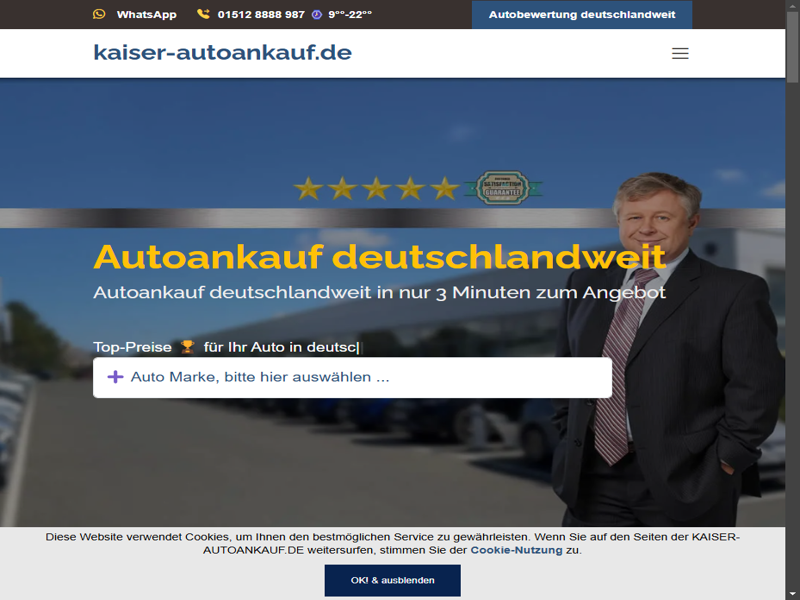 WhatsApp 01512 8888 987 9°°-22°° Autobewertung deutschlandweit
kaiser-autoankauf.de
SATISFACTION
GUARANTEE
Autoankauf deutschlandweit
Autoankauf deutschlandweit in nur 3 Minuten zum Angebot
Top-Preise 🏆 für Ihr Auto in deutsc|
Auto Marke, bitte hier auswählen ...
Diese Website verwendet Cookies, um Ihnen den bestmöglichen Service zu gewährleisten. Wenn Sie auf den Seiten der KAISER-
AUTOANKAUF.DE weitersurfen, stimmen Sie der Cookie-Nutzung zu.
OK! & ausblenden